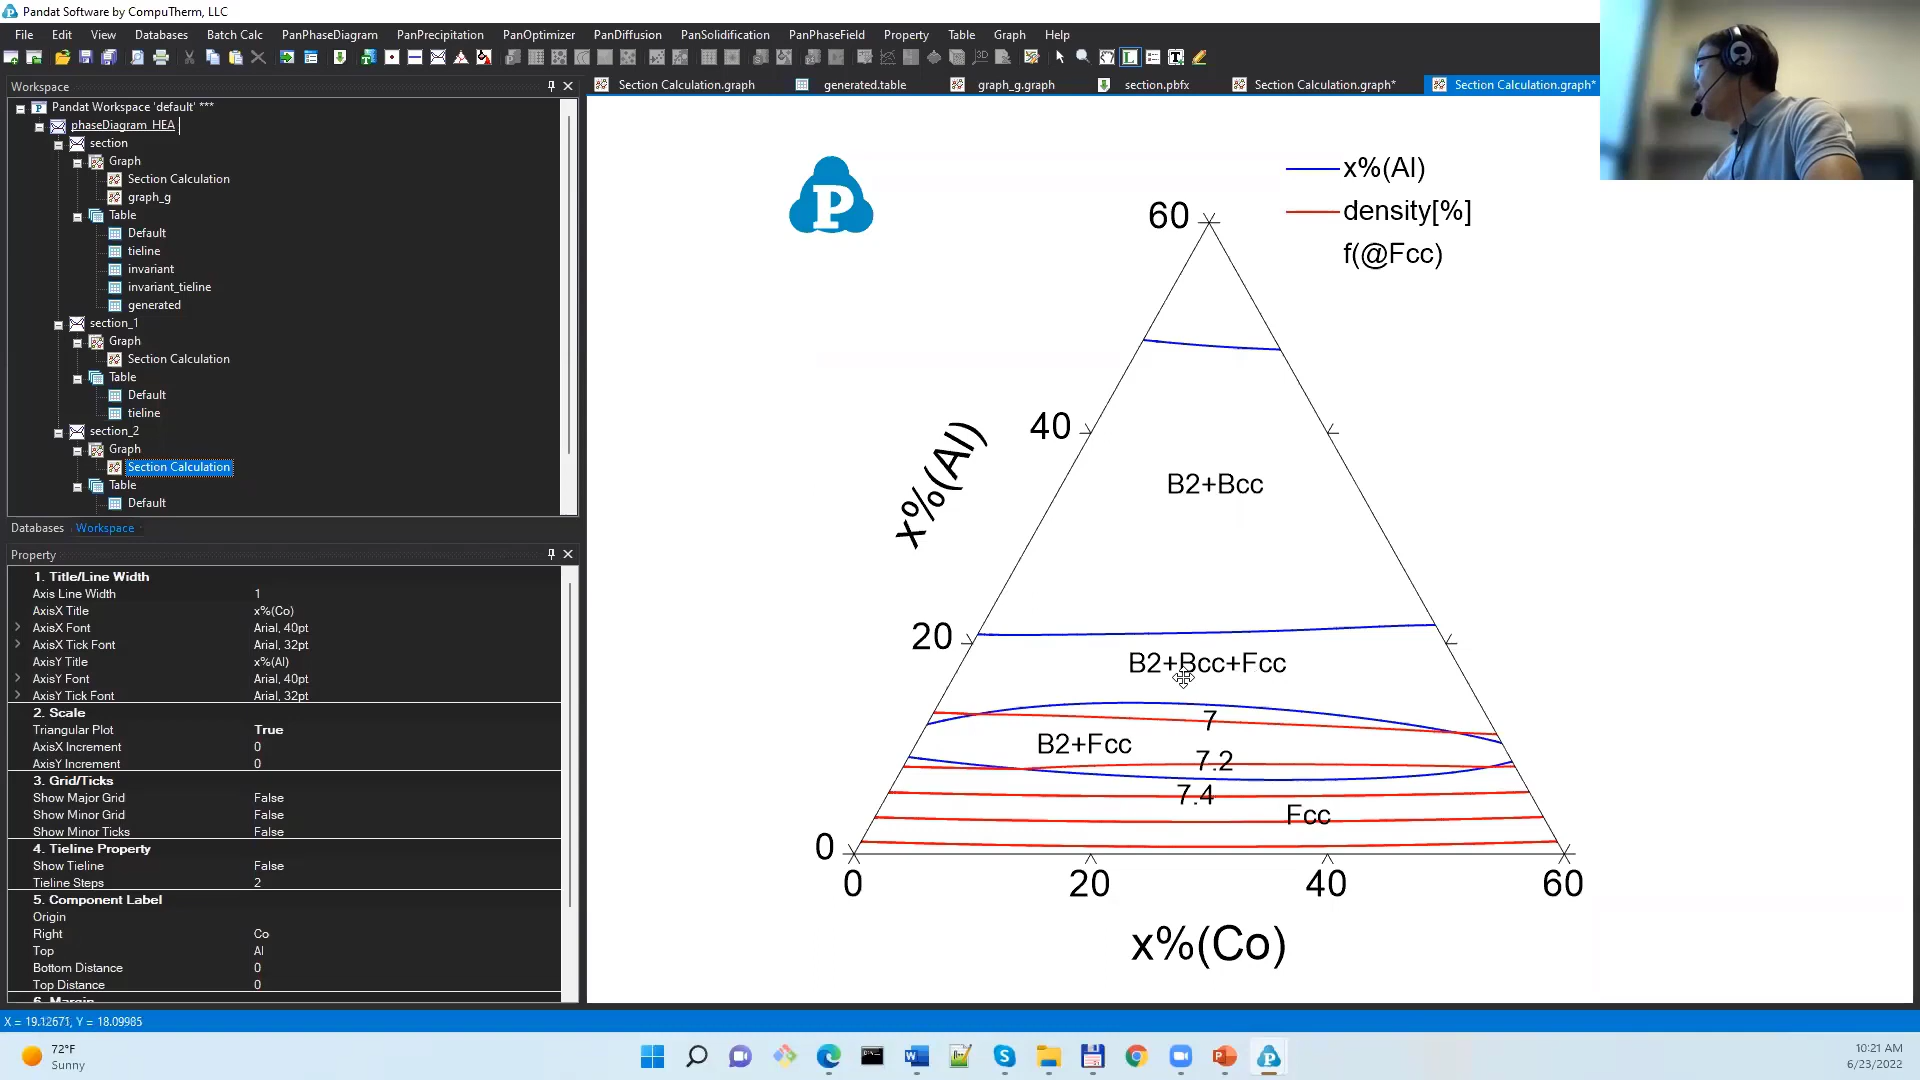 Pandat Software by CompuTherm, LLC
File Edit View Databases Batch Calc PanPhaseDiagram PanPrecipitation PanOptimizer PanDiffusion PanSolidification PanPhaseField Property Table Graph Help
Workspace
Section Calculation.graph generated.table graph_g.graph section.pbfx Section Calculation.graph* Section Calculation.graph*
Pandat Workspace 'default' ***
phaseDiagram_HEA
section
Graph
Section Calculation
graph_g
Table
Default
tieline
invariant
invariant_tieline
generated
section_1
Graph
Section Calculation
Table
Default
tieline
section_2
Graph
Section Calculation
Table
Default
Databases Workspace
Property
1. Title/Line Width
Axis Line Width 1
AxisX Title x%(Co)
AxisX Font Arial, 40pt
AxisX Tick Font Arial, 32pt
AxisY Title x%(Al)
AxisY Font Arial, 40pt
AxisY Tick Font Arial, 32pt
2. Scale
Triangular Plot True
AxisX Increment 0
AxisY Increment 0
3. Grid/Ticks
Show Major Grid False
Show Minor Grid False
Show Minor Ticks False
4. Tieline Property
Show Tieline False
Tieline Steps 2
5. Component Label
Origin
Right Co
Top Al
Bottom Distance 0
Top Distance 0
6. Margin
P
x%(Al)
density[%]
f(@Fcc)
60
40
x%(Al)
B2+Bcc
20
B2+Bcc+Fcc
7
B2+Fcc
7.2
7.4
Fcc
0
0 20 40 60
x%(Co)
X = 19.12671, Y = 18.09985
72°F
Sunny
10:21 AM
6/23/2022